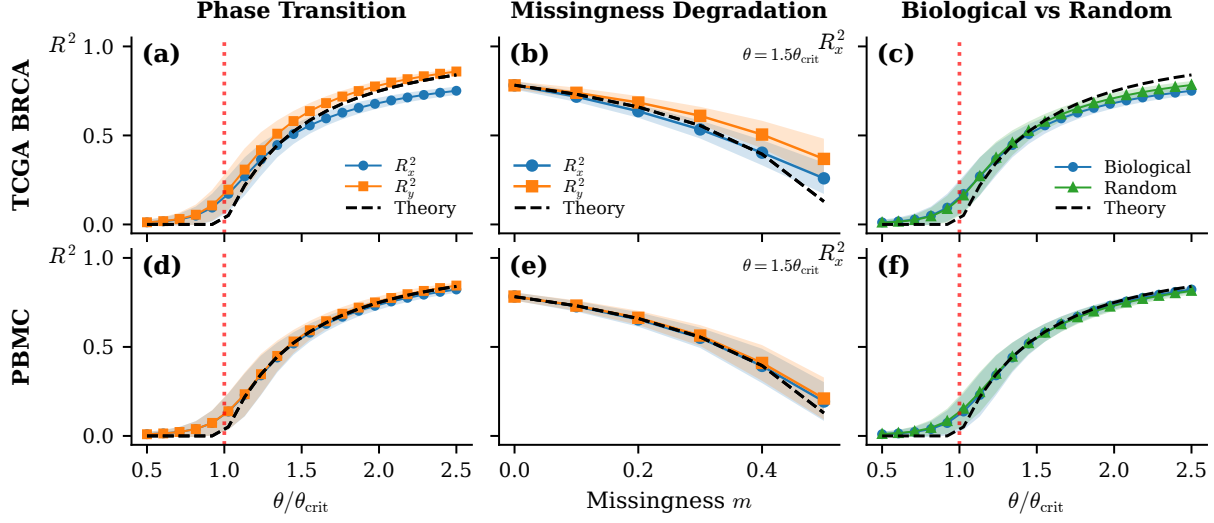 Phase Transition
Missingness Degradation
Biological vs Random
TCGA BRCA
R²
1.0
0.5
0.0
(a)
R²ₓ
R²ᵧ
Theory
(b)
θ = 1.5θcrit
R²ₓ
R²ᵧ
Theory
R²ₓ
(c)
Biological
Random
Theory
PBMC
R²
1.0
0.5
0.0
(d)
0.5 1.0 1.5 2.0 2.5
θ/θcrit
(e)
θ = 1.5θcrit
0.0 0.2 0.4
Missingness m
R²ₓ
(f)
0.5 1.0 1.5 2.0 2.5
θ/θcrit